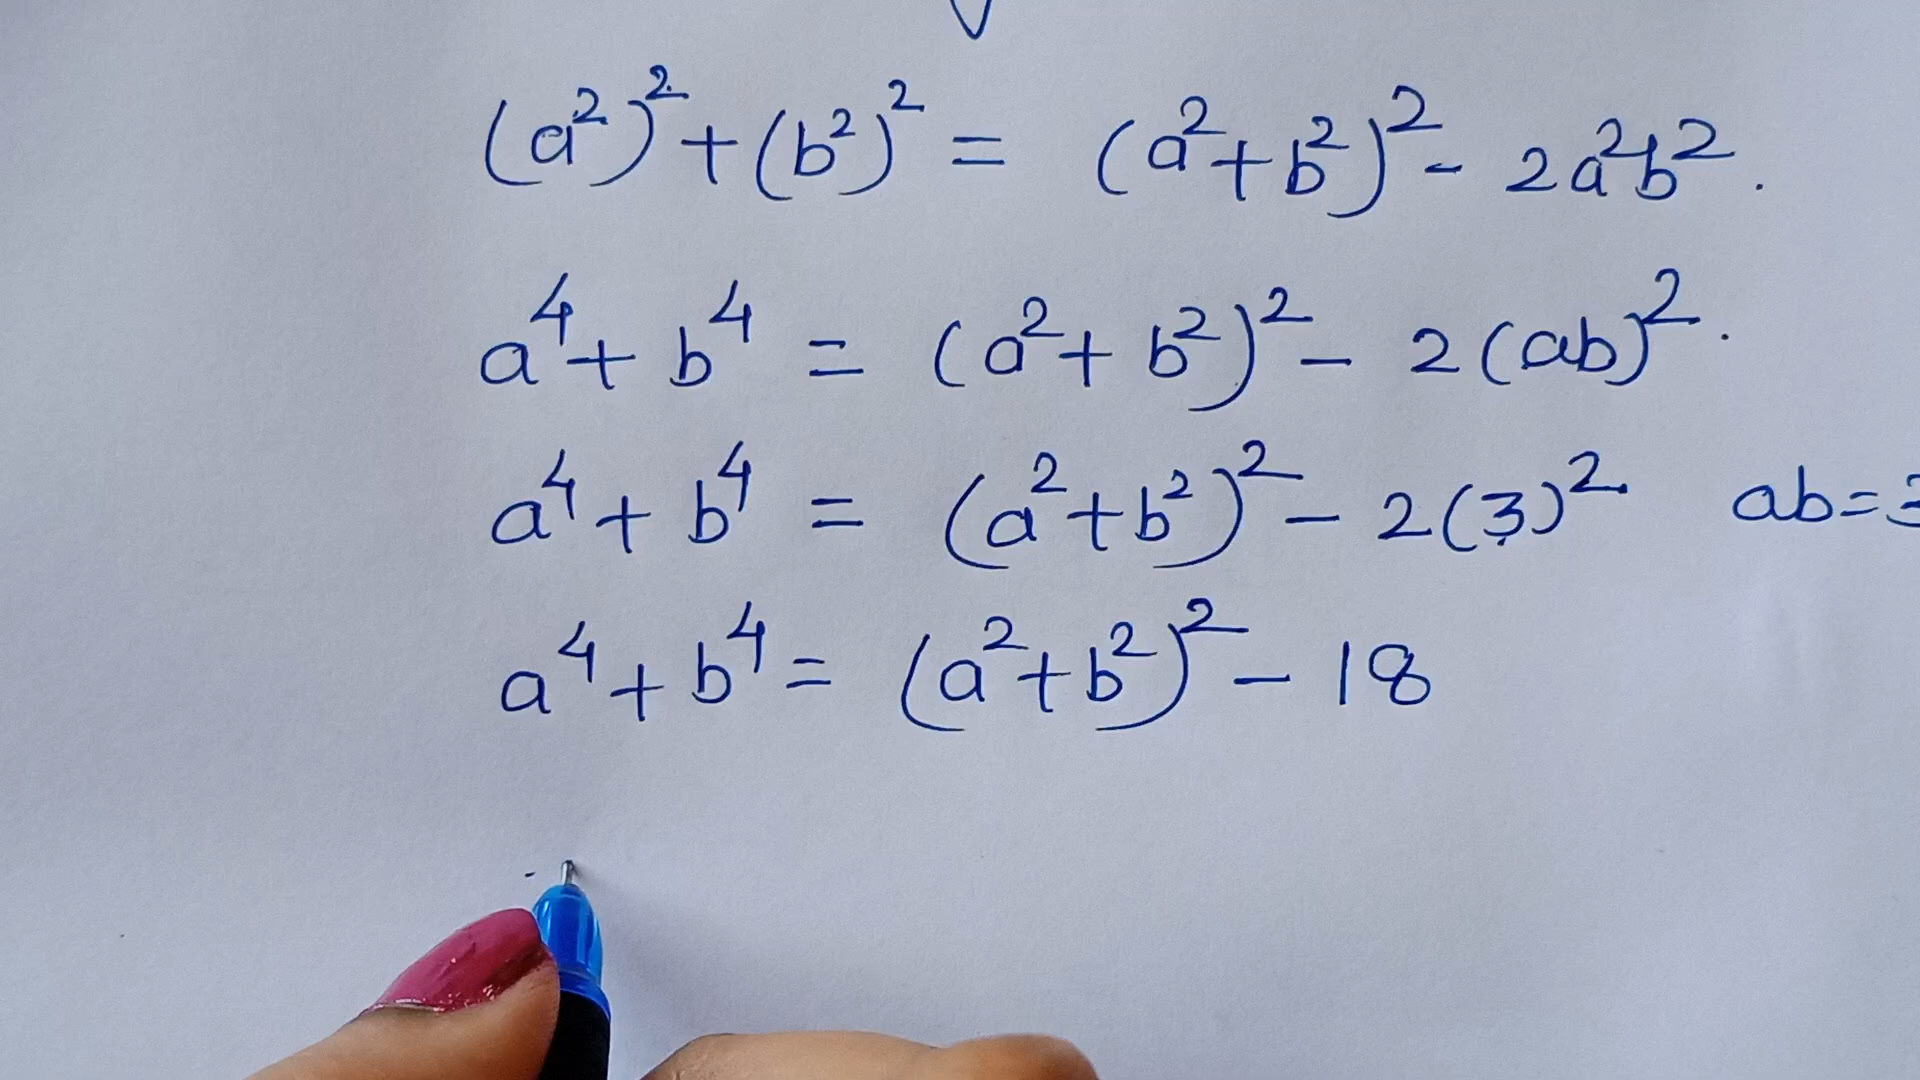 (a²)² + (b²)² = (a² + b²)² - 2a²b².
a⁴ + b⁴ = (a² + b²)² - 2(ab)².
a⁴ + b⁴ = (a² + b²)² - 2(3)² ab=3
a⁴ + b⁴ = (a² + b²)² - 18